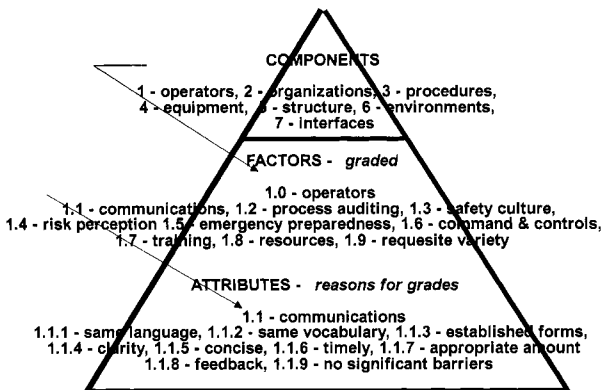 COMPONENTS
1 - operators, 2 - organizations, 3 - procedures,
4 - equipment, 5 - structure, 6 - environments,
7 - interfaces
FACTORS - graded
1.0 - operators
1.1 - communications, 1.2 - process auditing, 1.3 - safety culture,
1.4 - risk perception 1.5 - emergency preparedness, 1.6 - command & controls,
1.7 - training, 1.8 - resources, 1.9 - requesite variety
ATTRIBUTES - reasons for grades
1.1 - communications
1.1.1 - same language, 1.1.2 - same vocabulary, 1.1.3 - established forms,
1.1.4 - clarity, 1.1.5 - concise, 1.1.6 - timely, 1.1.7 - appropriate amount
1.1.8 - feedback, 1.1.9 - no significant barriers